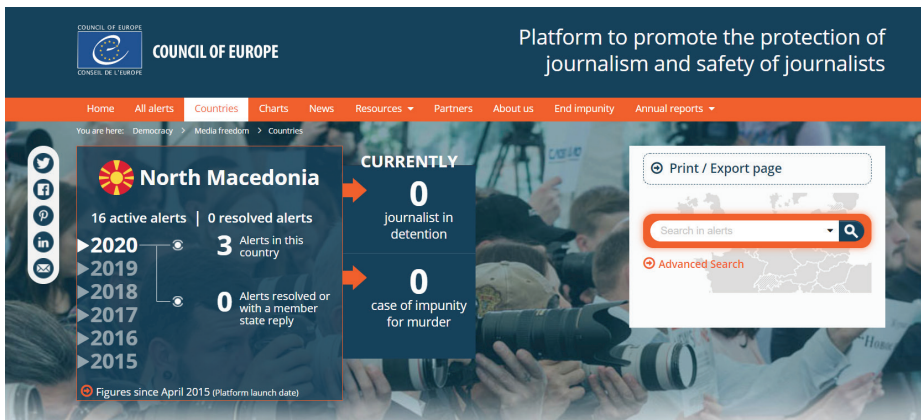 COUNCIL OF EUROPE
CONSEIL DE L'EUROPE
COUNCIL OF EUROPE
Platform to promote the protection of
journalism and safety of journalists
Home All alerts Countries Charts News Resources Partners About us End impunity Annual reports
You are here: Democracy > Media freedom > Countries
North Macedonia
16 active alerts | 0 resolved alerts
2020
2019
2018
2017
2016
2015
3 Alerts in this
country
0 Alerts resolved or
with a member
state reply
Figures since April 2015 (Platform launch date)
CURRENTLY
0
journalist in
detention
0
case of impunity
for murder
Print / Export page
Search in alerts
Advanced Search